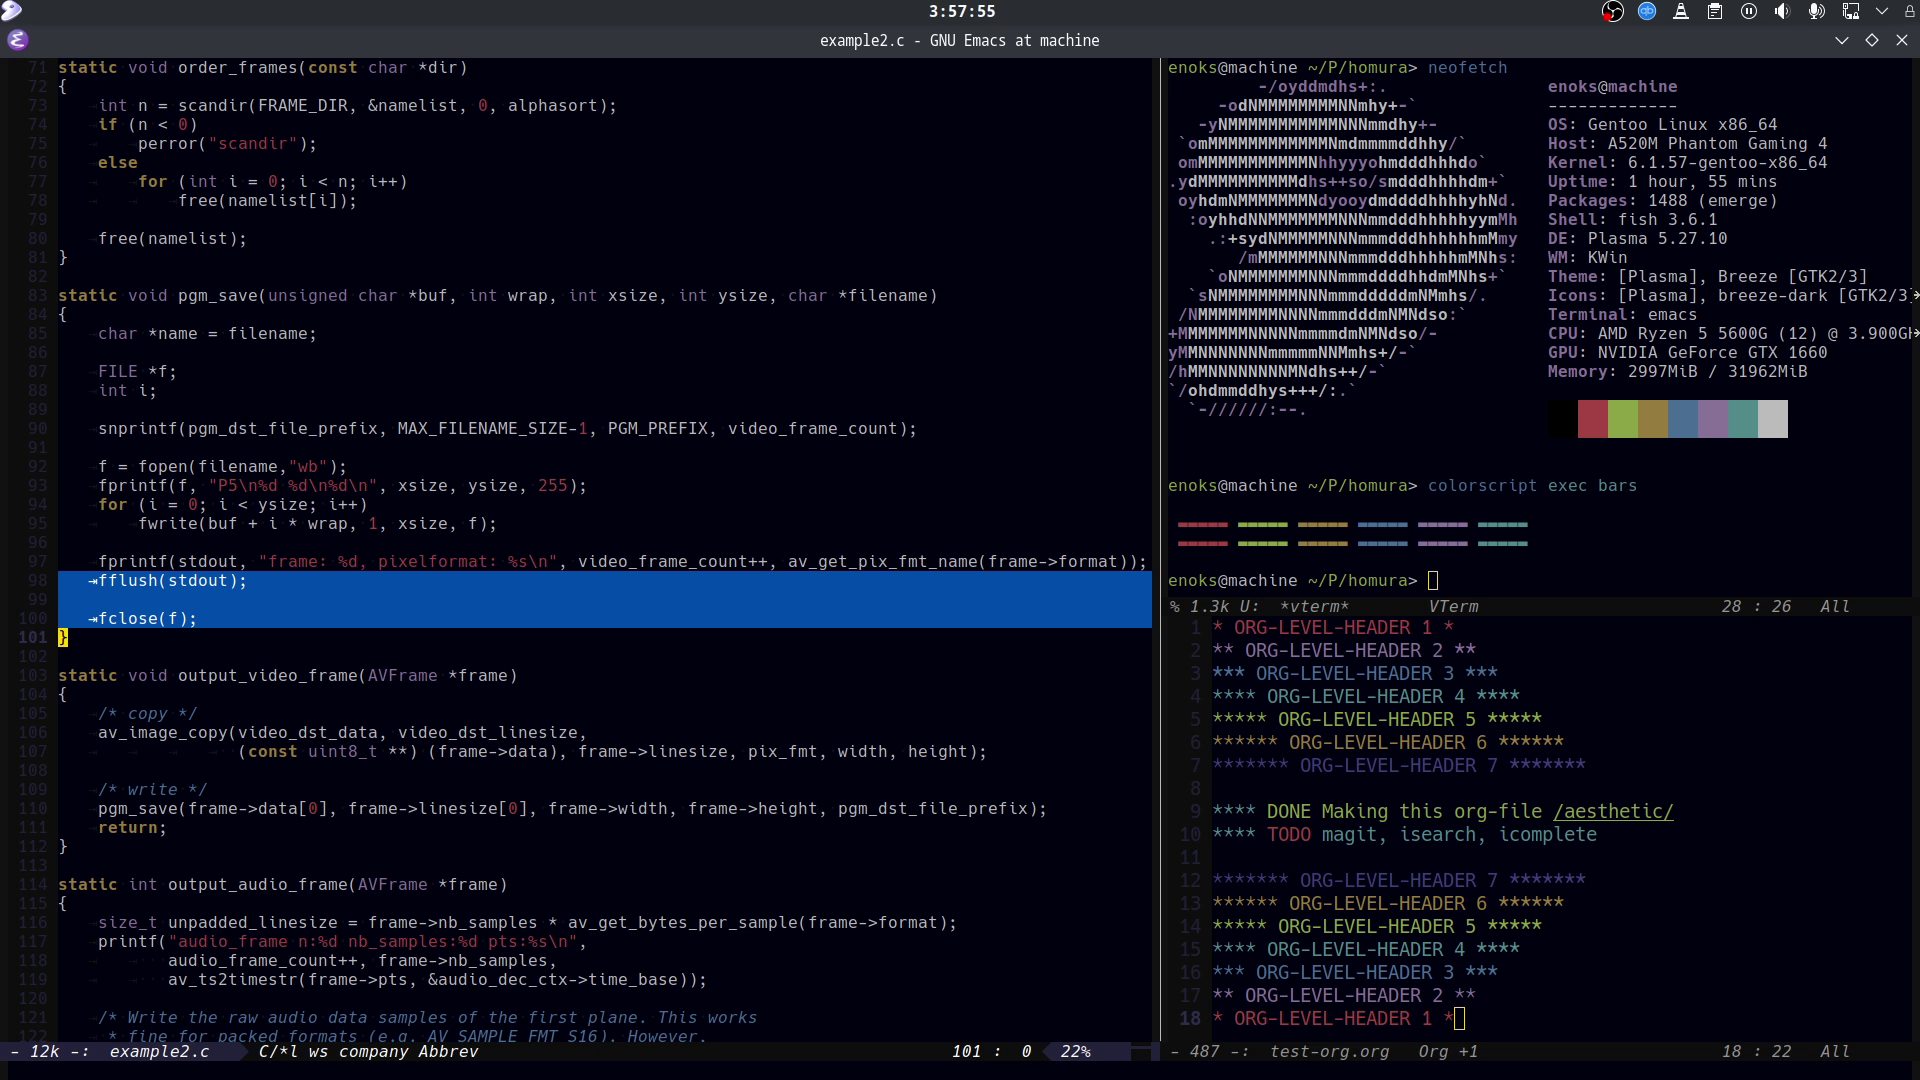 3:57:55
example2.c - GNU Emacs at machine
71 static void order_frames(const char *dir)
72 {
73 int n = scandir(FRAME_DIR, &namelist, 0, alphasort);
74 if (n < 0)
75 perror("scandir");
76 else
77 for (int i = 0; i < n; i++)
78 free(namelist[i]);
79
80 free(namelist);
81 }
82
83 static void pgm_save(unsigned char *buf, int wrap, int xsize, int ysize, char *filename)
84 {
85 char *name = filename;
86
87 FILE *f;
88 int i;
89
90 snprintf(pgm_dst_file_prefix, MAX_FILENAME_SIZE-1, PGM_PREFIX, video_frame_count);
91
92 f = fopen(filename,"wb");
93 fprintf(f, "P5\n%d %d\n%d\n", xsize, ysize, 255);
94 for (i = 0; i < ysize; i++)
95 fwrite(buf + i * wrap, 1, xsize, f);
96
97 fprintf(stdout, "frame: %d, pixelformat: %s\n", video_frame_count++, av_get_pix_fmt_name(frame->format));
98 fflush(stdout);
99
100 fclose(f);
101 }
102
103 static void output_video_frame(AVFrame *frame)
104 {
105 /* copy */
106 av_image_copy(video_dst_data, video_dst_linesize,
107 (const uint8_t **) (frame->data), frame->linesize, pix_fmt, width, height);
108
109 /* write */
110 pgm_save(frame->data[0], frame->linesize[0], frame->width, frame->height, pgm_dst_file_prefix);
111 return;
112 }
113
114 static int output_audio_frame(AVFrame *frame)
115 {
116 size_t unpadded_linesize = frame->nb_samples * av_get_bytes_per_sample(frame->format);
117 printf("audio_frame n:%d nb_samples:%d pts:%s\n",
118 audio_frame_count++, frame->nb_samples,
119 av_ts2timestr(frame->pts, &audio_dec_ctx->time_base));
120
121 /* Write the raw audio data samples of the first plane. This works
122 * fine for packed formats (e.g. AV_SAMPLE_FMT_S16). However,
- 12k -: example2.c C/*l ws company Abbrev 101 : 0 22%
enoks@machine ~/P/homura> neofetch
-/oyddmdhs+:.
-odNMMMMMMMMNNmhy+-`
-yNMMMMMMMMMMMNNNmmdhy+-
`omMMMMMMMMMMMMNmdmmmmddhhy/`
omMMMMMMMMMMMNhhyyyohmdddhhhdo`
.ydMMMMMMMMMMdhs++so/smdddhhhhdm+`
oyhdmNMMMMMMMNdyooydmddddhhhhyhNd.
:oyhhdNNMMMMMMMNNNmmdddhhhhhyymMh
.:+sydNMMMMMNNNmmmdddhhhhhhmMmy
/mMMMMMMNNNmmmdddhhhhhmMNhs:
`oNMMMMMMMNNNmmmddddhhdmMNhs+`
`sNMMMMMMMMNNNmmmdddddmNMmhs/.
/NMMMMMMMMNNNNmmmdddmNMNdso:`
+MMMMMMMNNNNNmmmmdmNMNdso/-
yMMNNNNNNNmmmmmNNMmhs+/-`
/hMMNNNNNNNNMNdhs++/-`
`/ohdmmddhys+++/:.`
`-//////:--.
enoks@machine
-------------
OS: Gentoo Linux x86_64
Host: A520M Phantom Gaming 4
Kernel: 6.1.57-gentoo-x86_64
Uptime: 1 hour, 55 mins
Packages: 1488 (emerge)
Shell: fish 3.6.1
DE: Plasma 5.27.10
WM: KWin
Theme: [Plasma], Breeze [GTK2/3]
Icons: [Plasma], breeze-dark [GTK2/3
Terminal: emacs
CPU: AMD Ryzen 5 5600G (12) @ 3.900G
GPU: NVIDIA GeForce GTX 1660
Memory: 2997MiB / 31962MiB
enoks@machine ~/P/homura> colorscript exec bars
enoks@machine ~/P/homura>
% 1.3k U: *vterm* VTerm 28 : 26 All
1 * ORG-LEVEL-HEADER 1 *
2 ** ORG-LEVEL-HEADER 2 **
3 *** ORG-LEVEL-HEADER 3 ***
4 **** ORG-LEVEL-HEADER 4 ****
5 ***** ORG-LEVEL-HEADER 5 *****
6 ****** ORG-LEVEL-HEADER 6 ******
7 ******* ORG-LEVEL-HEADER 7 *******
8
9 **** DONE Making this org-file /aesthetic/
10 **** TODO magit, isearch, icomplete
11
12 ******* ORG-LEVEL-HEADER 7 *******
13 ****** ORG-LEVEL-HEADER 6 ******
14 ***** ORG-LEVEL-HEADER 5 *****
15 **** ORG-LEVEL-HEADER 4 ****
16 *** ORG-LEVEL-HEADER 3 ***
17 ** ORG-LEVEL-HEADER 2 **
18 * ORG-LEVEL-HEADER 1 *
- 487 -: test-org.org Org +1 18 : 22 All